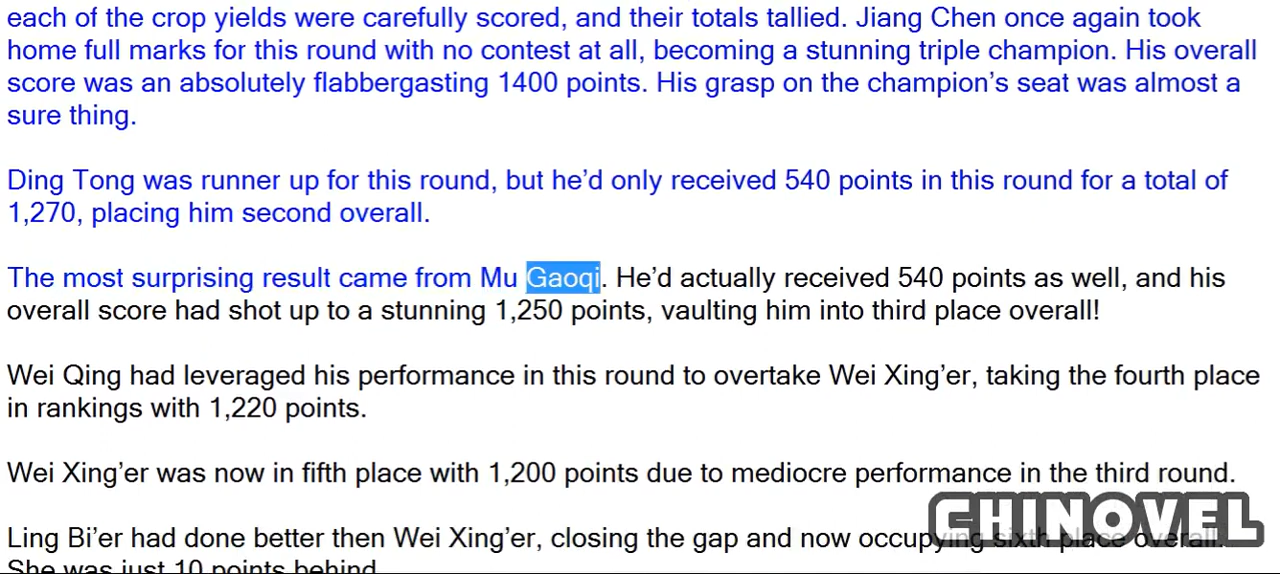 each of the crop yields were carefully scored, and their totals tallied. Jiang Chen once again took
home full marks for this round with no contest at all, becoming a stunning triple champion. His overall
score was an absolutely flabbergasting 1400 points. His grasp on the champion’s seat was almost a
sure thing.
Ding Tong was runner up for this round, but he’d only received 540 points in this round for a total of
1,270, placing him second overall.
The most surprising result came from Mu Gaoqi. He’d actually received 540 points as well, and his
overall score had shot up to a stunning 1,250 points, vaulting him into third place overall!
Wei Qing had leveraged his performance in this round to overtake Wei Xing’er, taking the fourth place
in rankings with 1,220 points.
Wei Xing’er was now in fifth place with 1,200 points due to mediocre performance in the third round.
Ling Bi’er had done better then Wei Xing’er, closing the gap and now occupying sixth place overall.
She was just 10 points behind
CHINOVEL